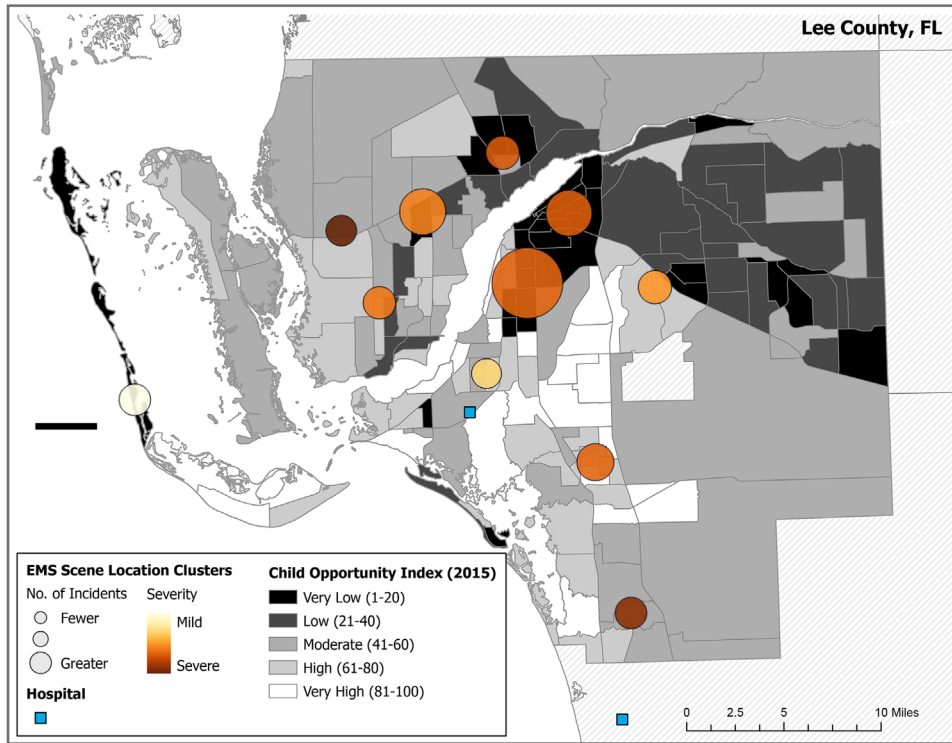 Lee County, FL
EMS Scene Location Clusters
No. of Incidents
Fewer
Greater
Severity
Mild
Severe
Hospital
Child Opportunity Index (2015)
Very Low (1-20)
Low (21-40)
Moderate (41-60)
High (61-80)
Very High (81-100)
0 2.5 5 10 Miles